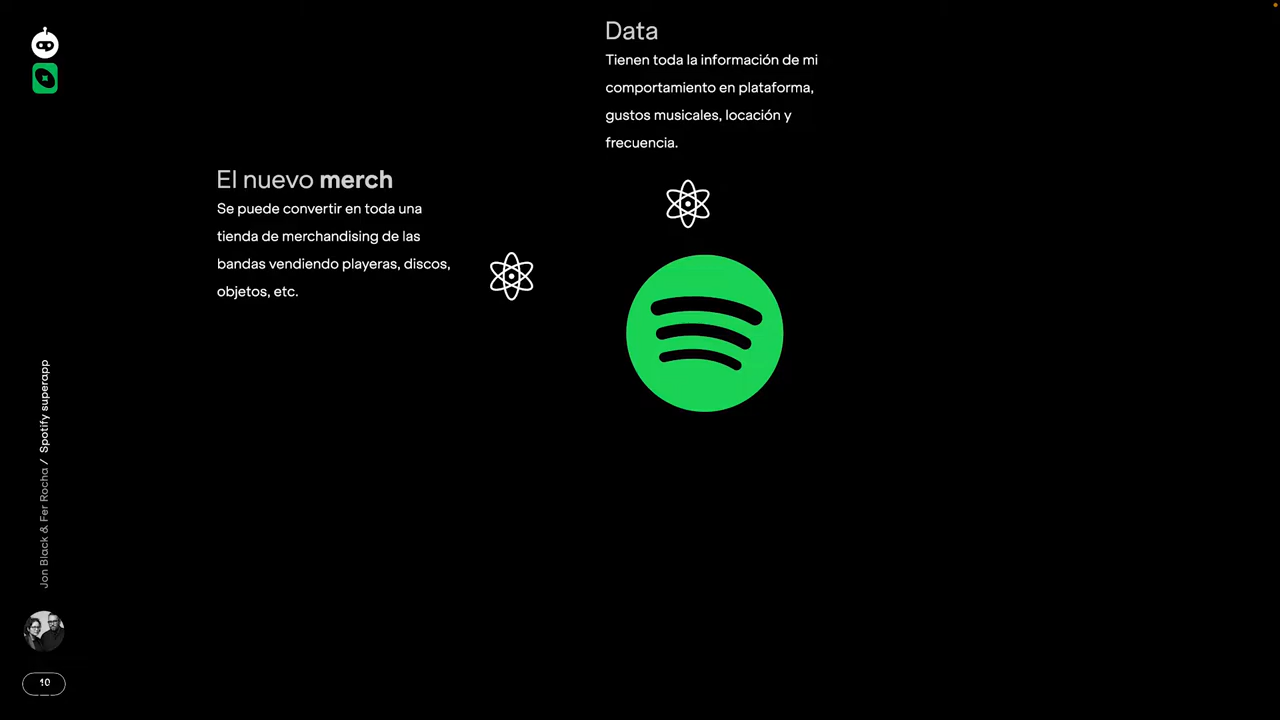 Data
Tienen toda la información de mi
comportamiento en plataforma,
gustos musicales, locación y
frecuencia.
El nuevo merch
Se puede convertir en toda una
tienda de merchandising de las
bandas vendiendo playeras, discos,
objetos, etc.
Jon Black & Fer Rocha / Spotify superapp
10